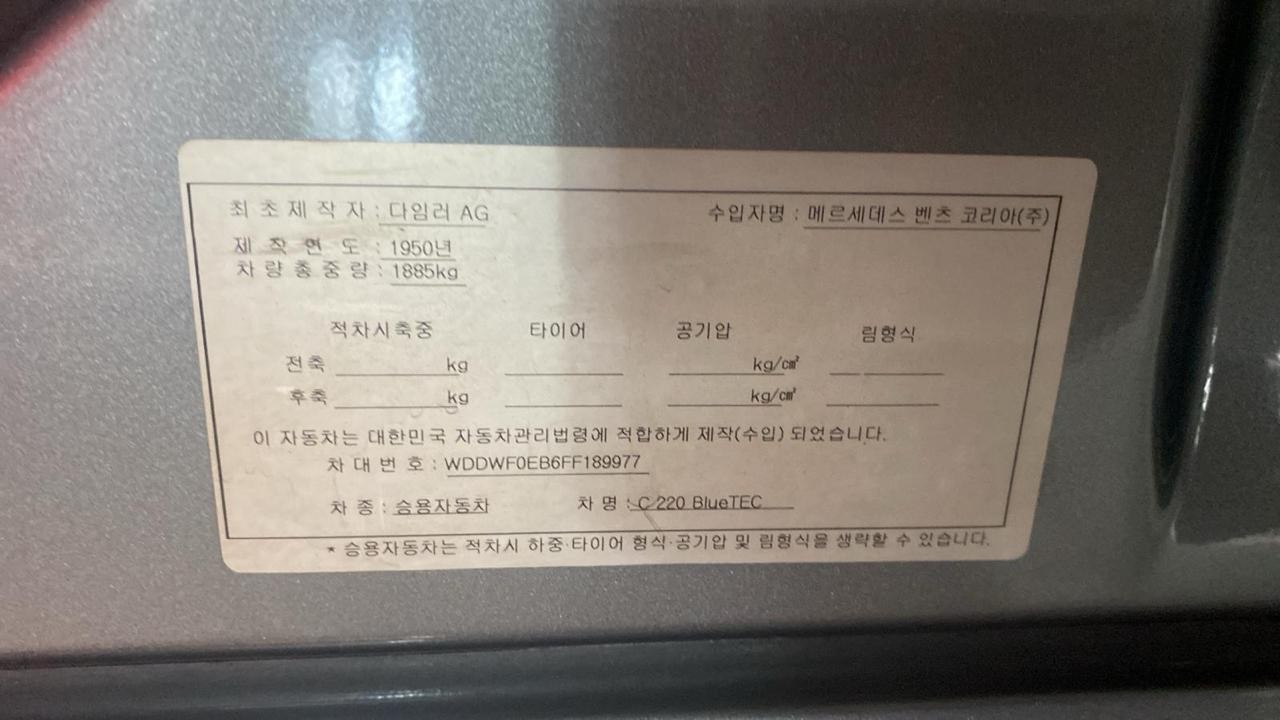 최초제작자 : 다임러 AG 수입자명 : 메르세데스 벤츠 코리아(주)
제 작 연 도 : 1950년
차 량 총 중 량 : 1885kg
적차시축중 타이어 공기압 림형식
전축 kg kg/㎠
후축 kg kg/㎠
이 자동차는 대한민국 자동차관리법령에 적합하게 제작(수입) 되었습니다.
차 대 번 호 : WDDWF0EB6FF189977
차 종 : 승용자동차 차 명 : C 220 BlueTEC
* 승용자동차는 적차시 하중·타이어 형식·공기압 및 림형식을 생략할 수 있습니다.